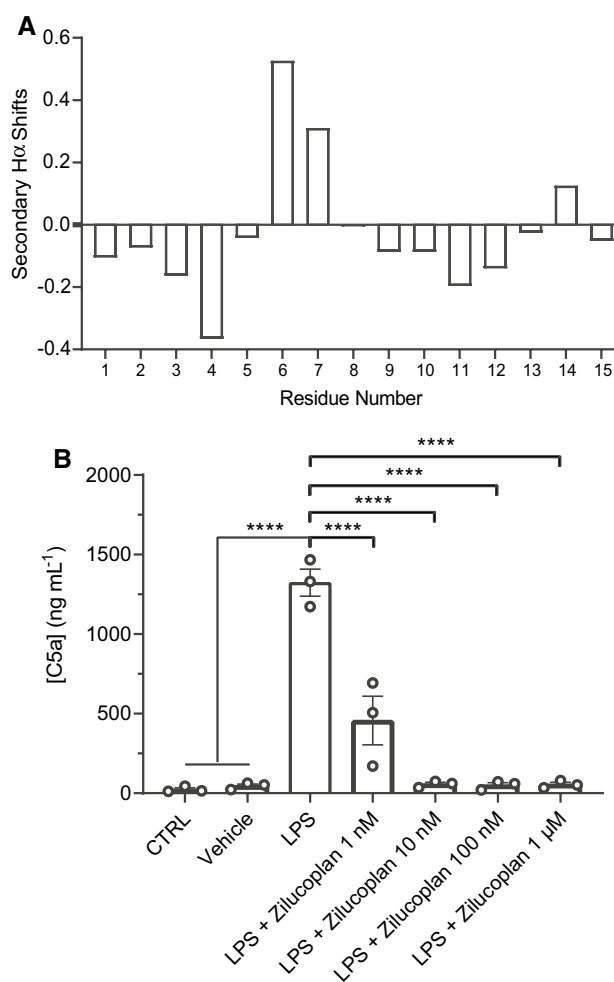 A
Secondary Hα Shifts
0.6
0.4
0.2
0.0
-0.2
-0.4
1 2 3 4 5 6 7 8 9 10 11 12 13 14 15
Residue Number
B
[C5a] (ng mL⁻¹)
2000
1500
1000
500
0
****
****
****
**** ****
CTRL
Vehicle
LPS
LPS + Zilucoplan 1 nM
LPS + Zilucoplan 10 nM
LPS + Zilucoplan 100 nM
LPS + Zilucoplan 1 µM